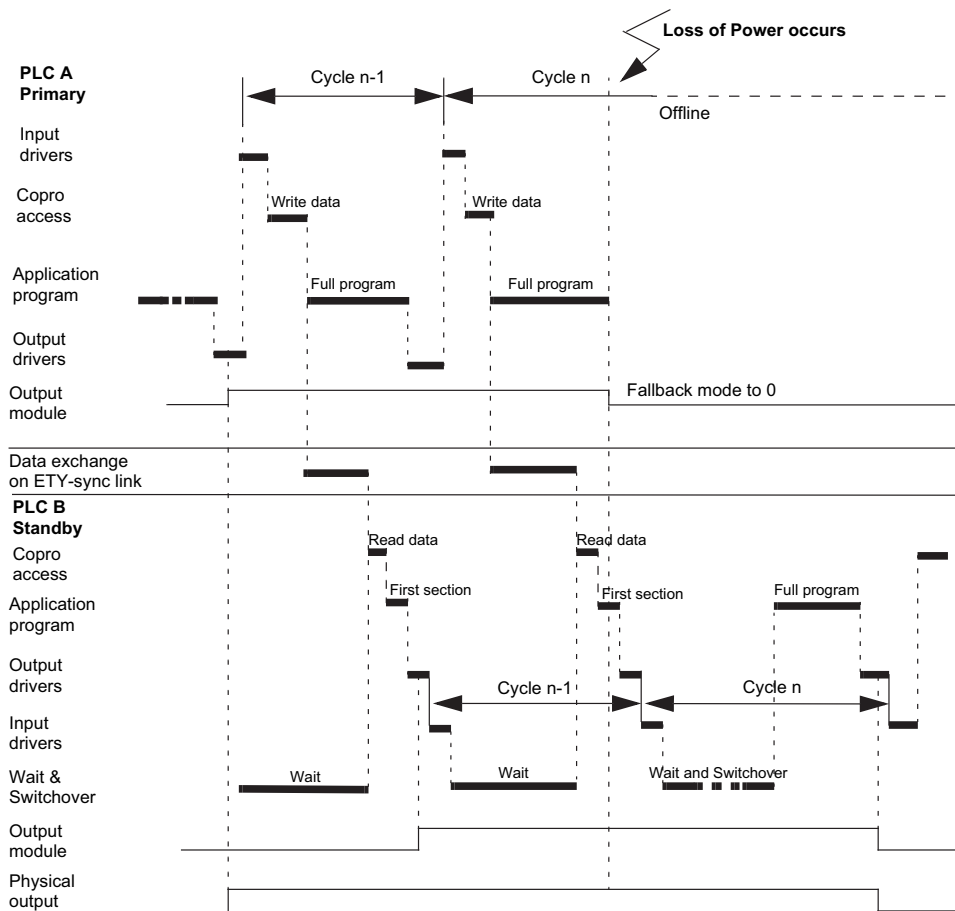 Loss of Power occurs
PLC A
Primary
Cycle n-1
Cycle n
Offline
Input
drivers
Copro
access
Write data
Write data
Application
program
Full program
Full program
Output
drivers
Output
module
Fallback mode to 0
Data exchange
on ETY-sync link
PLC B
Standby
Copro
access
Read data
Read data
Application
program
First section
First section
Full program
Output
drivers
Cycle n-1
Cycle n
Input
drivers
Wait &
Switchover
Wait
Wait
Wait and Switchover
Output
module
Physical
output